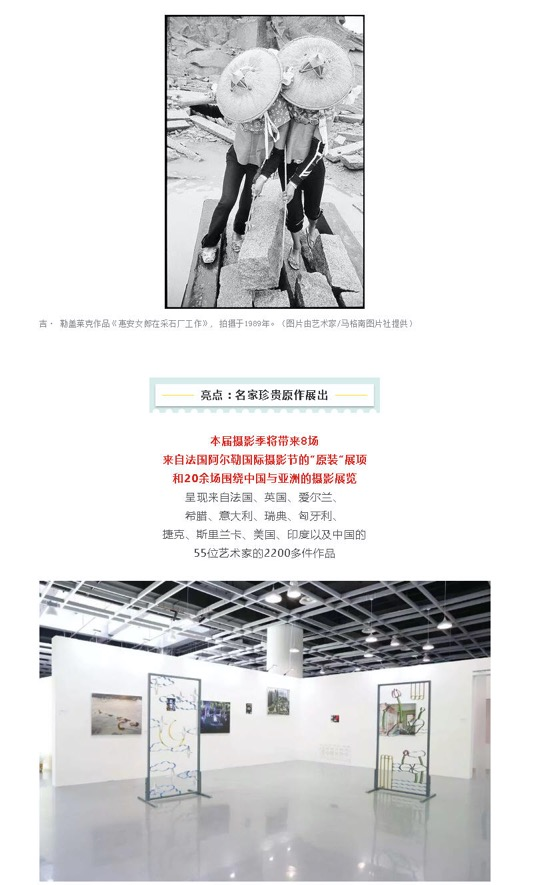 言· 勒盖莱克作品《惠安女郎在采石厂工作》，拍摄于1989年。（图片由艺术家/马格南图片社提供）
亮点：名家珍贵原作展出
本届摄影季将带来8场
来自法国阿尔勒国际摄影节的“原装”展项
和20余场围绕中国与亚洲的摄影展览
呈现来自法国、英国、爱尔兰、
希腊、意大利、瑞典、匈牙利、
捷克、斯里兰卡、美国、印度以及中国的
55位艺术家的2200多件作品